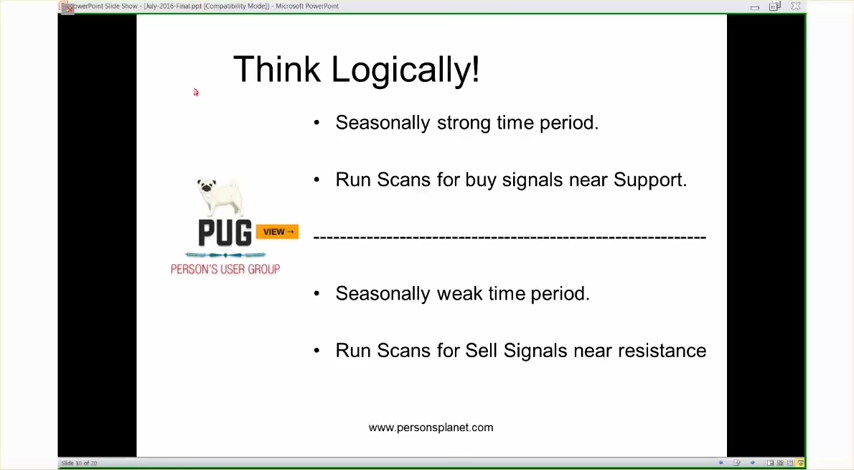 PowerPoint Slide Show - [July-2016-Final.ppt [Compatibility Mode]] - Microsoft PowerPoint
Think Logically!
• Seasonally strong time period.
• Run Scans for buy signals near Support.
PUG
VIEW →
PERSON'S USER GROUP
------------------------------------------------------------
• Seasonally weak time period.
• Run Scans for Sell Signals near resistance
www.personsplanet.com
Slide 10 of 20